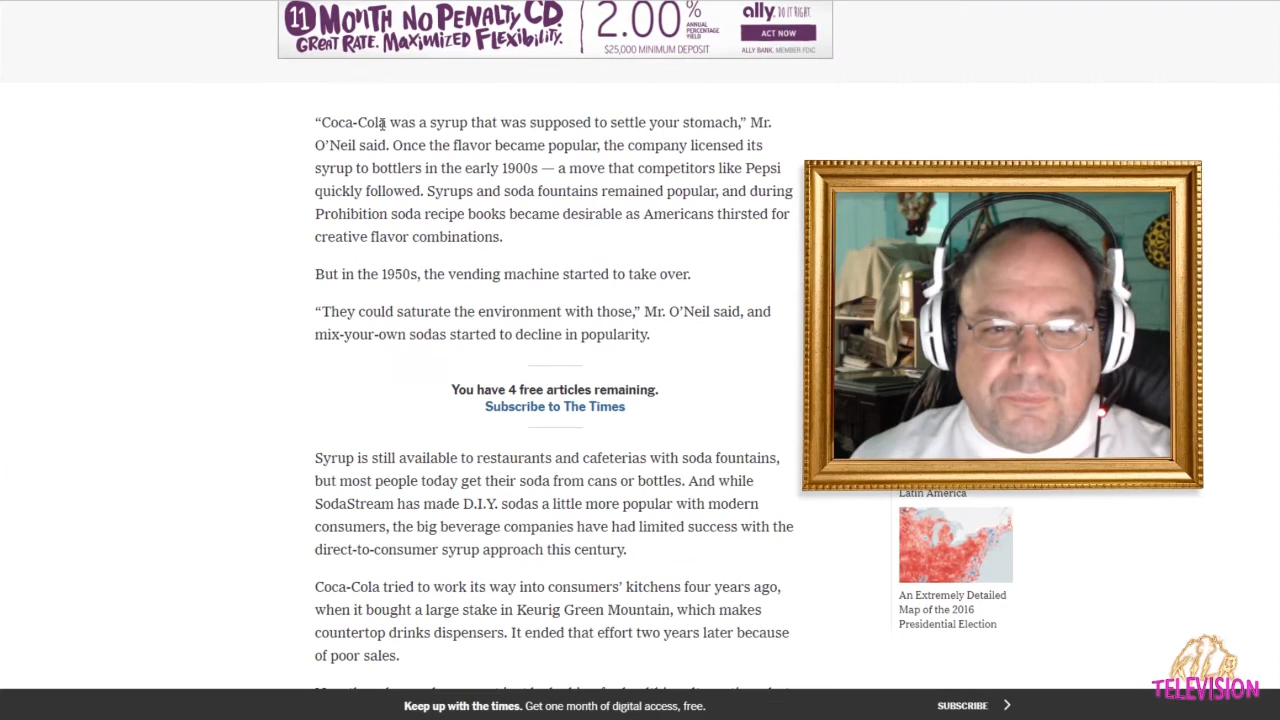 11 MONTH NO PENALTY CD.
GREAT RATE. MAXIMIZED FLEXIBILITY.
2.00%
ANNUAL
PERCENTAGE
YIELD
$25,000 MINIMUM DEPOSIT
ally. DO IT RIGHT.
ACT NOW
ALLY BANK, MEMBER FDIC
“Coca-Cola was a syrup that was supposed to settle your stomach,” Mr.
O’Neil said. Once the flavor became popular, the company licensed its
syrup to bottlers in the early 1900s — a move that competitors like Pepsi
quickly followed. Syrups and soda fountains remained popular, and during
Prohibition soda recipe books became desirable as Americans thirsted for
creative flavor combinations.
But in the 1950s, the vending machine started to take over.
“They could saturate the environment with those,” Mr. O’Neil said, and
mix-your-own sodas started to decline in popularity.
You have 4 free articles remaining.
Subscribe to The Times
Syrup is still available to restaurants and cafeterias with soda fountains,
but most people today get their soda from cans or bottles. And while
SodaStream has made D.I.Y. sodas a little more popular with modern
consumers, the big beverage companies have had limited success with the
direct-to-consumer syrup approach this century.
Coca-Cola tried to work its way into consumers’ kitchens four years ago,
when it bought a large stake in Keurig Green Mountain, which makes
countertop drinks dispensers. It ended that effort two years later because
of poor sales.
Latin America
An Extremely Detailed
Map of the 2016
Presidential Election
Keep up with the times. Get one month of digital access, free.
SUBSCRIBE
TELEVISION